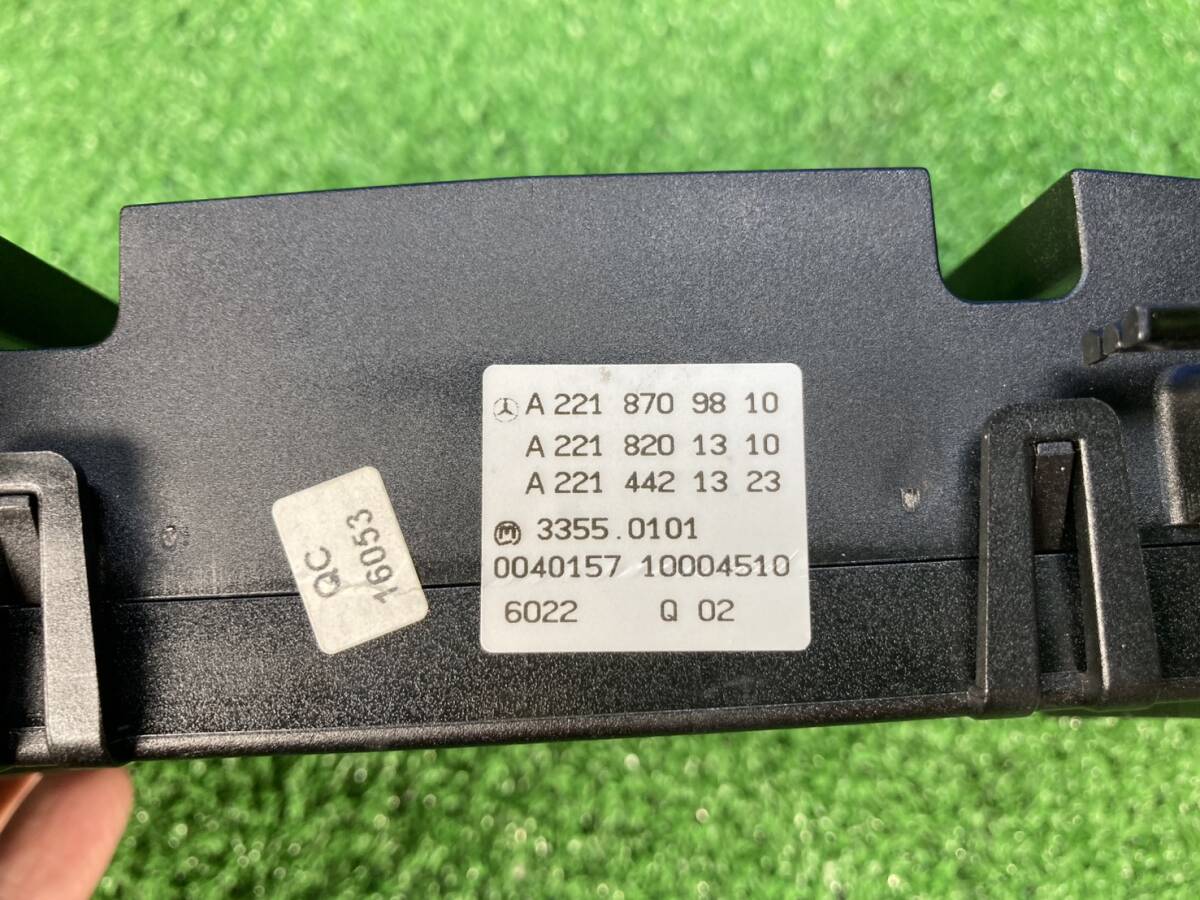 A 221 870 98 10
A 221 820 13 10
A 221 442 13 23
M 3355.0101
0040157 10004510
6022 Q 02
QC
16053